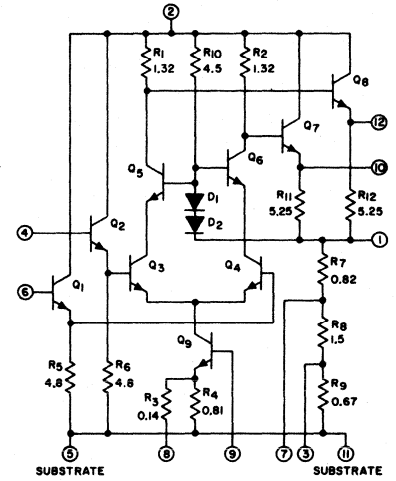 2
R1
1.32
R10
4.5
R2
1.32
Q8
12
Q7
Q6
10
Q5
D1
R11
5.25
R12
5.25
D2
4
Q2
1
Q3
Q4
R7
0.82
6
Q1
R8
1.5
Q9
R5
4.8
R6
4.8
R3
0.14
R4
0.81
R9
0.67
5
8
9
7
3
11
SUBSTRATE
SUBSTRATE